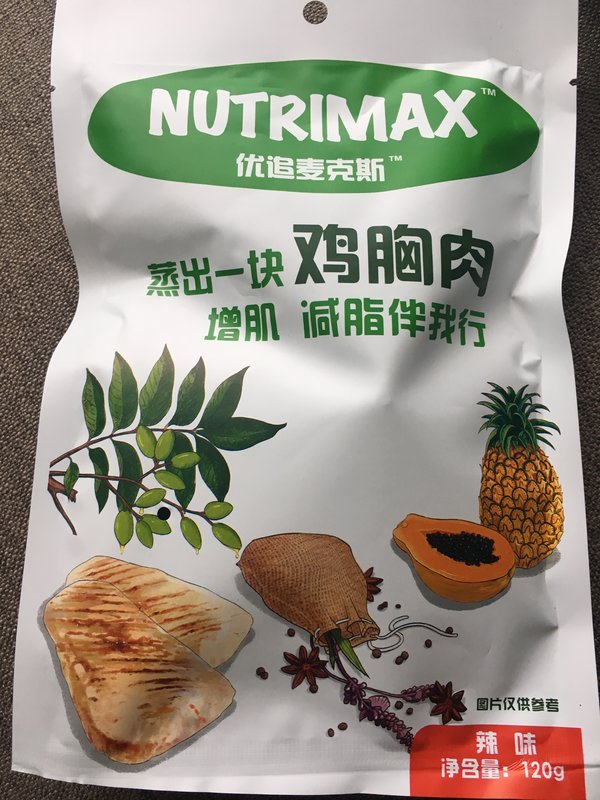 NUTRIMAX™
优追麦克斯™
蒸出一块 鸡胸肉
增肌 减脂伴我行
图片仅供参考
辣 味
净含量：120g